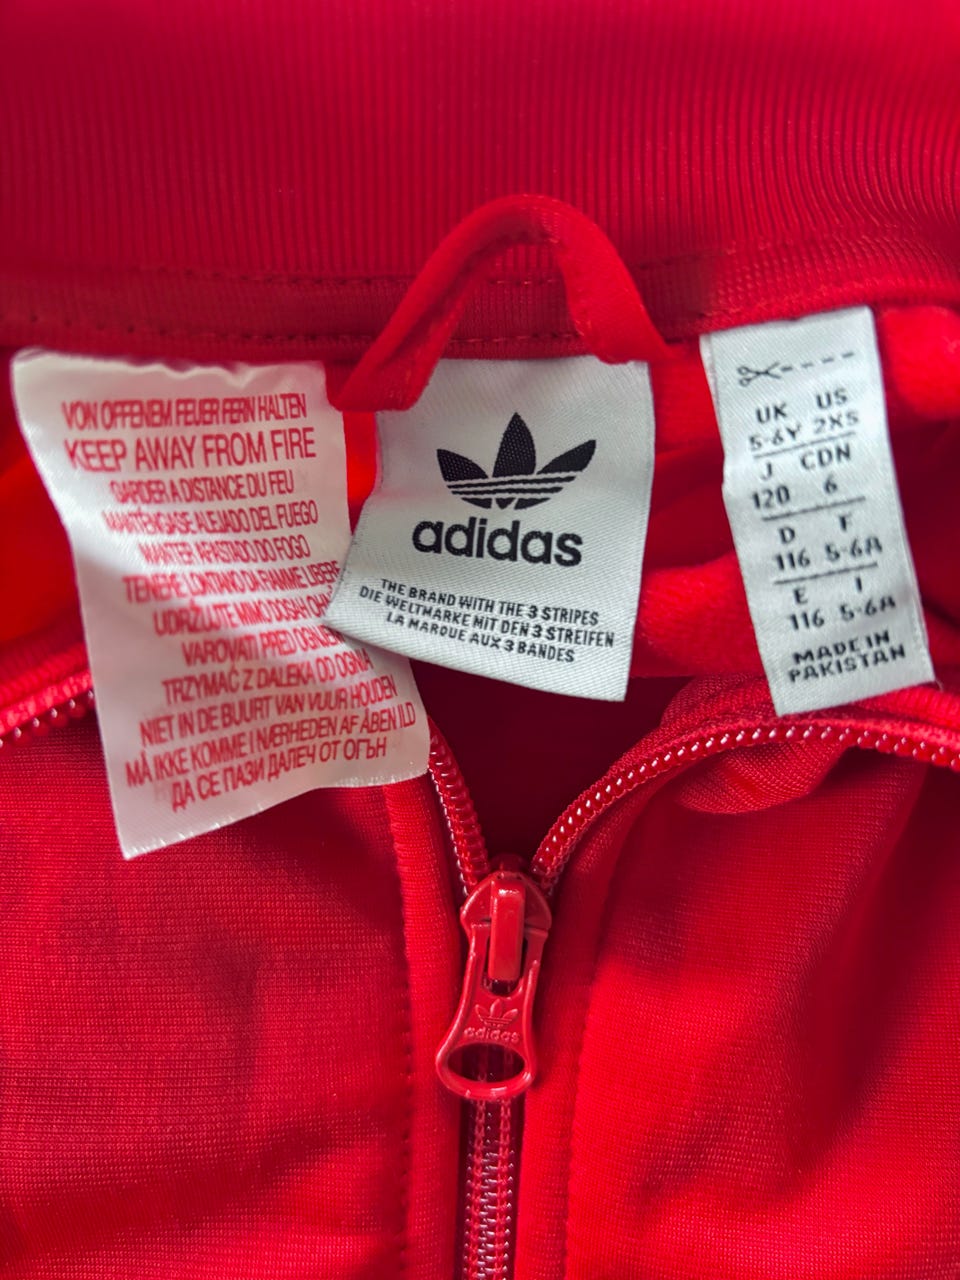 VON OFFENEM FEUER FERN HALTEN
KEEP AWAY FROM FIRE
GARDER A DISTANCE DU FEU
MANTÉNGASE ALEJADO DEL FUEGO
MANTER AFASTADO DO FOGO
TENERE LONTANO DA FIAMME LIBERE
UDRŽUJTE MIMO DOSAH
VAROVATI PRED OGNJEM
TRZYMAĆ Z DALEKA OD OGNIA
NIET IN DE BUURT VAN VUUR HOUDEN
MÅ IKKE KOMME I NÆRHEDEN AF ÅBEN ILD
ДА СЕ ПАЗИ ДАЛЕЧ ОТ ОГЪН
adidas
THE BRAND WITH THE 3 STRIPES
DIE WELTMARKE MIT DEN 3 STREIFEN
LA MARQUE AUX 3 BANDES
UK US
5-6Y 2XS
J CDN
120 6
D F
116 5-6A
E I
116 5-6A
MADE IN
PAKISTAN
adidas